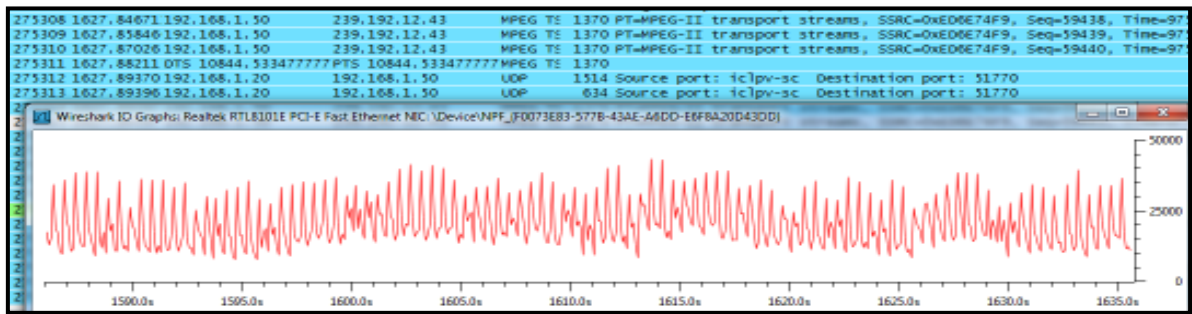 275308 1627.84671 192.168.1.50 239.192.12.43 MPEG TS 1370 PT=MPEG-II transport streams, SSRC=0xED6E74F9, Seq=59438, Time=975
275309 1627.85846 192.168.1.50 239.192.12.43 MPEG TS 1370 PT=MPEG-II transport streams, SSRC=0xED6E74F9, Seq=59439, Time=975
275310 1627.87026 192.168.1.50 239.192.12.43 MPEG TS 1370 PT=MPEG-II transport streams, SSRC=0xED6E74F9, Seq=59440, Time=975
275311 1627.88211 DTS 10844.533477777 PTS 10844.533477777 MPEG TS 1370
275312 1627.89370 192.168.1.20 192.168.1.50 UDP 1514 Source port: iclpv-sc Destination port: 51770
275313 1627.89396 192.168.1.20 192.168.1.50 UDP 634 Source port: iclpv-sc Destination port: 51770
Wireshark IO Graphs: Realtek RTL8101E PCI-E Fast Ethernet NIC: \Device\NPF_{F0073E83-577B-43AE-A6DD-E6F8A20D43DD}
50000
25000
0
1590.0s 1595.0s 1600.0s 1605.0s 1610.0s 1615.0s 1620.0s 1625.0s 1630.0s 1635.0s